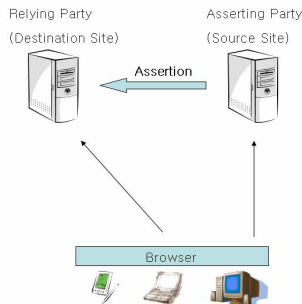 Relying Party
(Destination Site)
Asserting Party
(Source Site)
Assertion
Browser